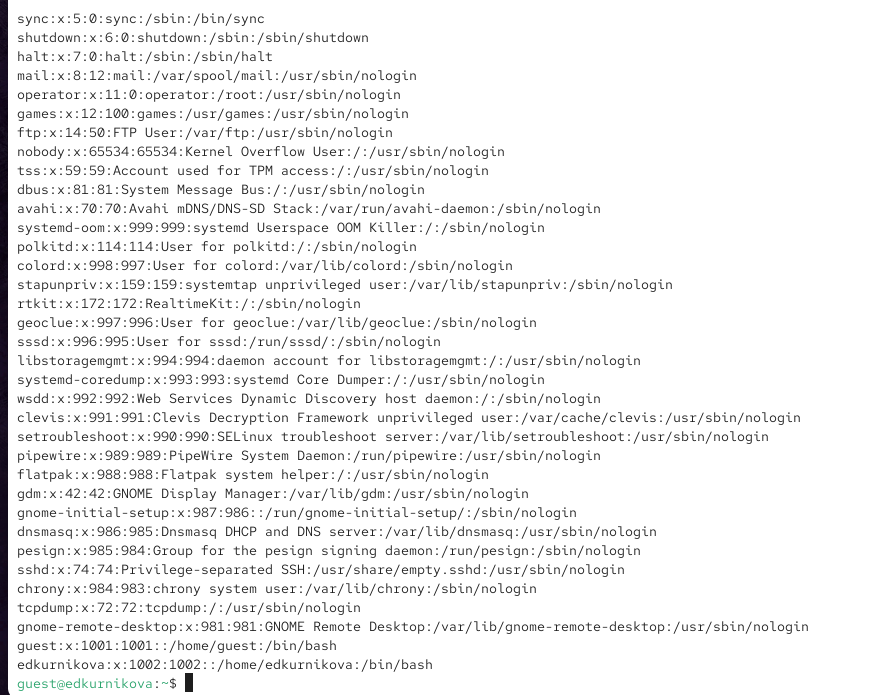 sync:x:5:0:sync:/sbin:/bin/sync
shutdown:x:6:0:shutdown:/sbin:/sbin/shutdown
halt:x:7:0:halt:/sbin:/sbin/halt
mail:x:8:12:mail:/var/spool/mail:/usr/sbin/nologin
operator:x:11:0:operator:/root:/usr/sbin/nologin
games:x:12:100:games:/usr/games:/usr/sbin/nologin
ftp:x:14:50:FTP User:/var/ftp:/usr/sbin/nologin
nobody:x:65534:65534:Kernel Overflow User:/:/usr/sbin/nologin
tss:x:59:59:Account used for TPM access:/:/usr/sbin/nologin
dbus:x:81:81:System Message Bus:/:/usr/sbin/nologin
avahi:x:70:70:Avahi mDNS/DNS-SD Stack:/var/run/avahi-daemon:/sbin/nologin
systemd-oom:x:999:999:systemd Userspace OOM Killer:/:/usr/sbin/nologin
polkitd:x:114:114:User for polkitd:/:/sbin/nologin
colord:x:998:997:User for colord:/var/lib/colord:/sbin/nologin
stapunpriv:x:159:159:systemtap unprivileged user:/var/lib/stapunpriv:/sbin/nologin
rtkit:x:172:172:RealtimeKit:/:/sbin/nologin
geoclue:x:997:996:User for geoclue:/var/lib/geoclue:/sbin/nologin
sssd:x:996:995:User for sssd:/run/sssd/:/sbin/nologin
libstoragemgmt:x:994:994:daemon account for libstoragemgmt:/:/usr/sbin/nologin
systemd-coredump:x:993:993:systemd Core Dumper:/:/usr/sbin/nologin
wsdd:x:992:992:Web Services Dynamic Discovery host daemon:/:/sbin/nologin
clevis:x:991:991:Clevis Decryption Framework unprivileged user:/var/cache/clevis:/usr/sbin/nologin
setroubleshoot:x:990:990:SELinux troubleshoot server:/var/lib/setroubleshoot:/usr/sbin/nologin
pipewire:x:989:989:PipeWire System Daemon:/run/pipewire:/usr/sbin/nologin
flatpak:x:988:988:Flatpak system helper:/:/usr/sbin/nologin
gdm:x:42:42:GNOME Display Manager:/var/lib/gdm:/usr/sbin/nologin
gnome-initial-setup:x:987:986::/run/gnome-initial-setup/:/sbin/nologin
dnsmasq:x:986:985:Dnsmasq DHCP and DNS server:/var/lib/dnsmasq:/usr/sbin/nologin
pesign:x:985:984:Group for the pesign signing daemon:/run/pesign:/sbin/nologin
sshd:x:74:74:Privilege-separated SSH:/usr/share/empty.sshd:/usr/sbin/nologin
chrony:x:984:983:chrony system user:/var/lib/chrony:/sbin/nologin
tcpdump:x:72:72:tcpdump:/:/usr/sbin/nologin
gnome-remote-desktop:x:981:981:GNOME Remote Desktop:/var/lib/gnome-remote-desktop:/usr/sbin/nologin
guest:x:1001:1001::/home/guest:/bin/bash
edkurnikova:x:1002:1002::/home/edkurnikova:/bin/bash
guest@edkurnikova:~$